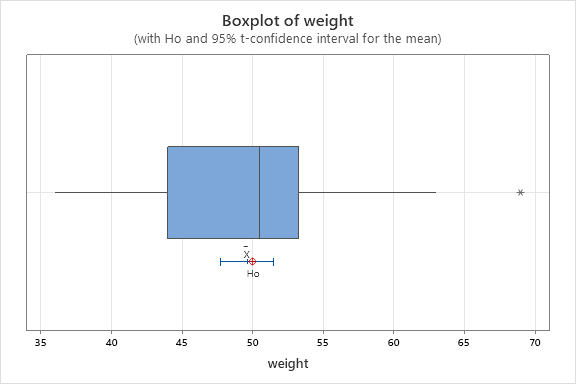 Boxplot of weight
(with Ho and 95% t-confidence interval for the mean)
X̄
Ho
35 40 45 50 55 60 65 70
weight